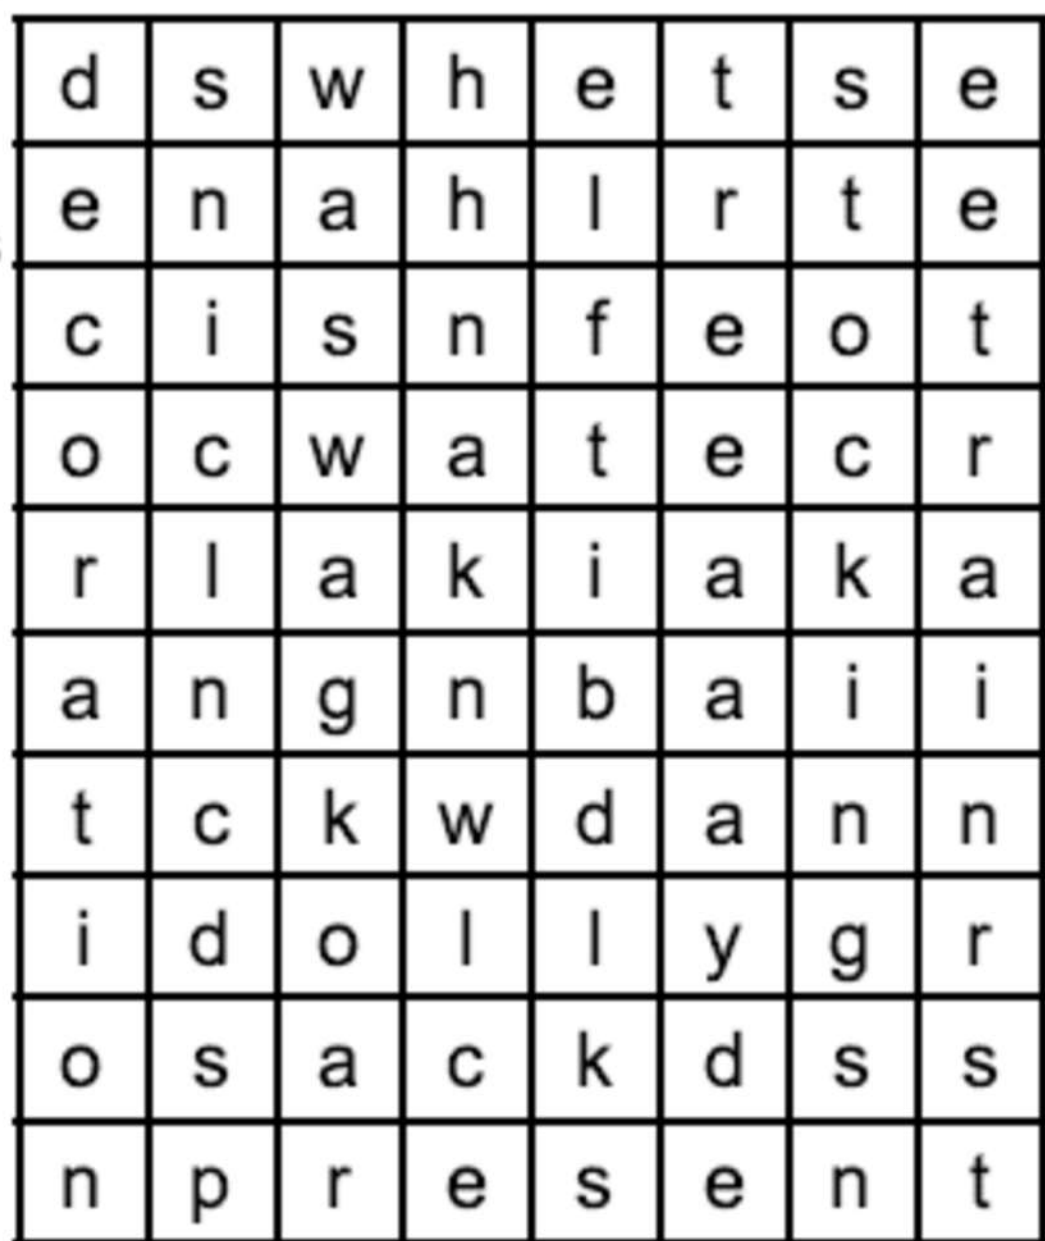 d s w h e t s e
e n a h l r t e
c i s n f e o t
o c w a t e c r
r l a k i a k a
a n g n b a i i
t c k w d a n n
i d o l l y g r
o s a c k d s s
n p r e s e n t